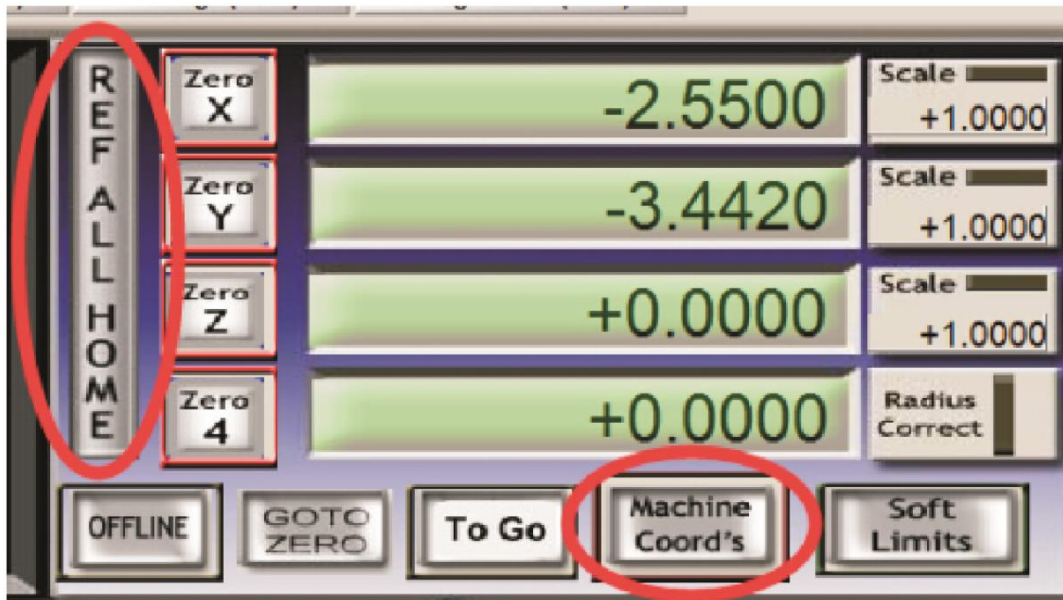 REF ALL HOME
Zero
X
-2.5500
Scale
+1.0000
Zero
Y
-3.4420
Scale
+1.0000
Zero
Z
+0.0000
Scale
+1.0000
Zero
4
+0.0000
Radius
Correct
OFFLINE
GOTO
ZERO
To Go
Machine
Coord's
Soft
Limits